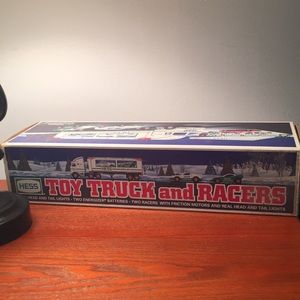 HESS
TOY TRUCK and RACERS
HEAD AND TAIL LIGHTS • TWO ENERGIZER® BATTERIES • TWO RACERS WITH FRICTION MOTORS AND REAL HEAD AND TAIL LIGHTS